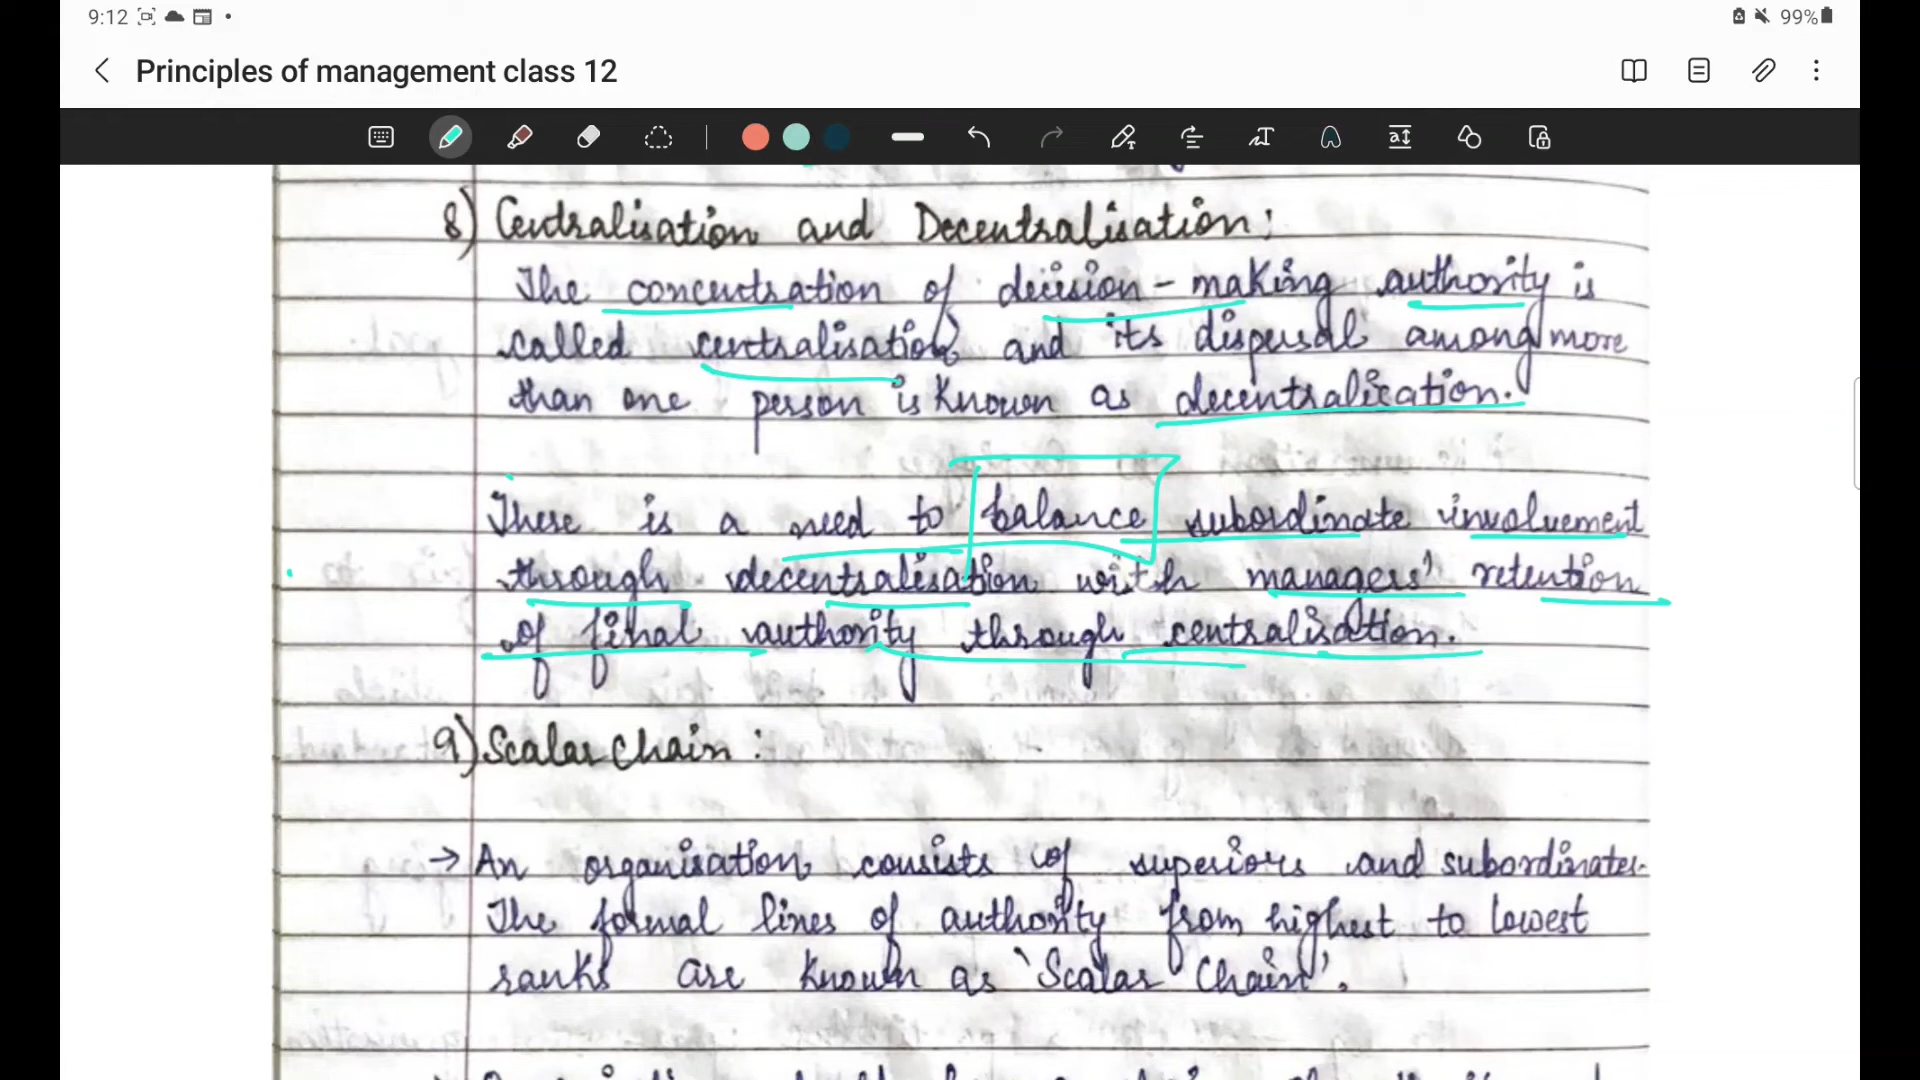 9:12
99%
Principles of management class 12
8) Centralisation and Decentralisation:
The concentration of decision-making authority is
called centralisation and its dispersal among more
than one person is known as decentralisation.
There is a need to balance subordinate involvement
through decentralisation with managers' retention
of final authority through centralisation.
9) Scalar Chain:
→ An organisation consists of superiors and subordinates.
The formal lines of authority from highest to lowest
ranks are known as 'Scalar Chain'.